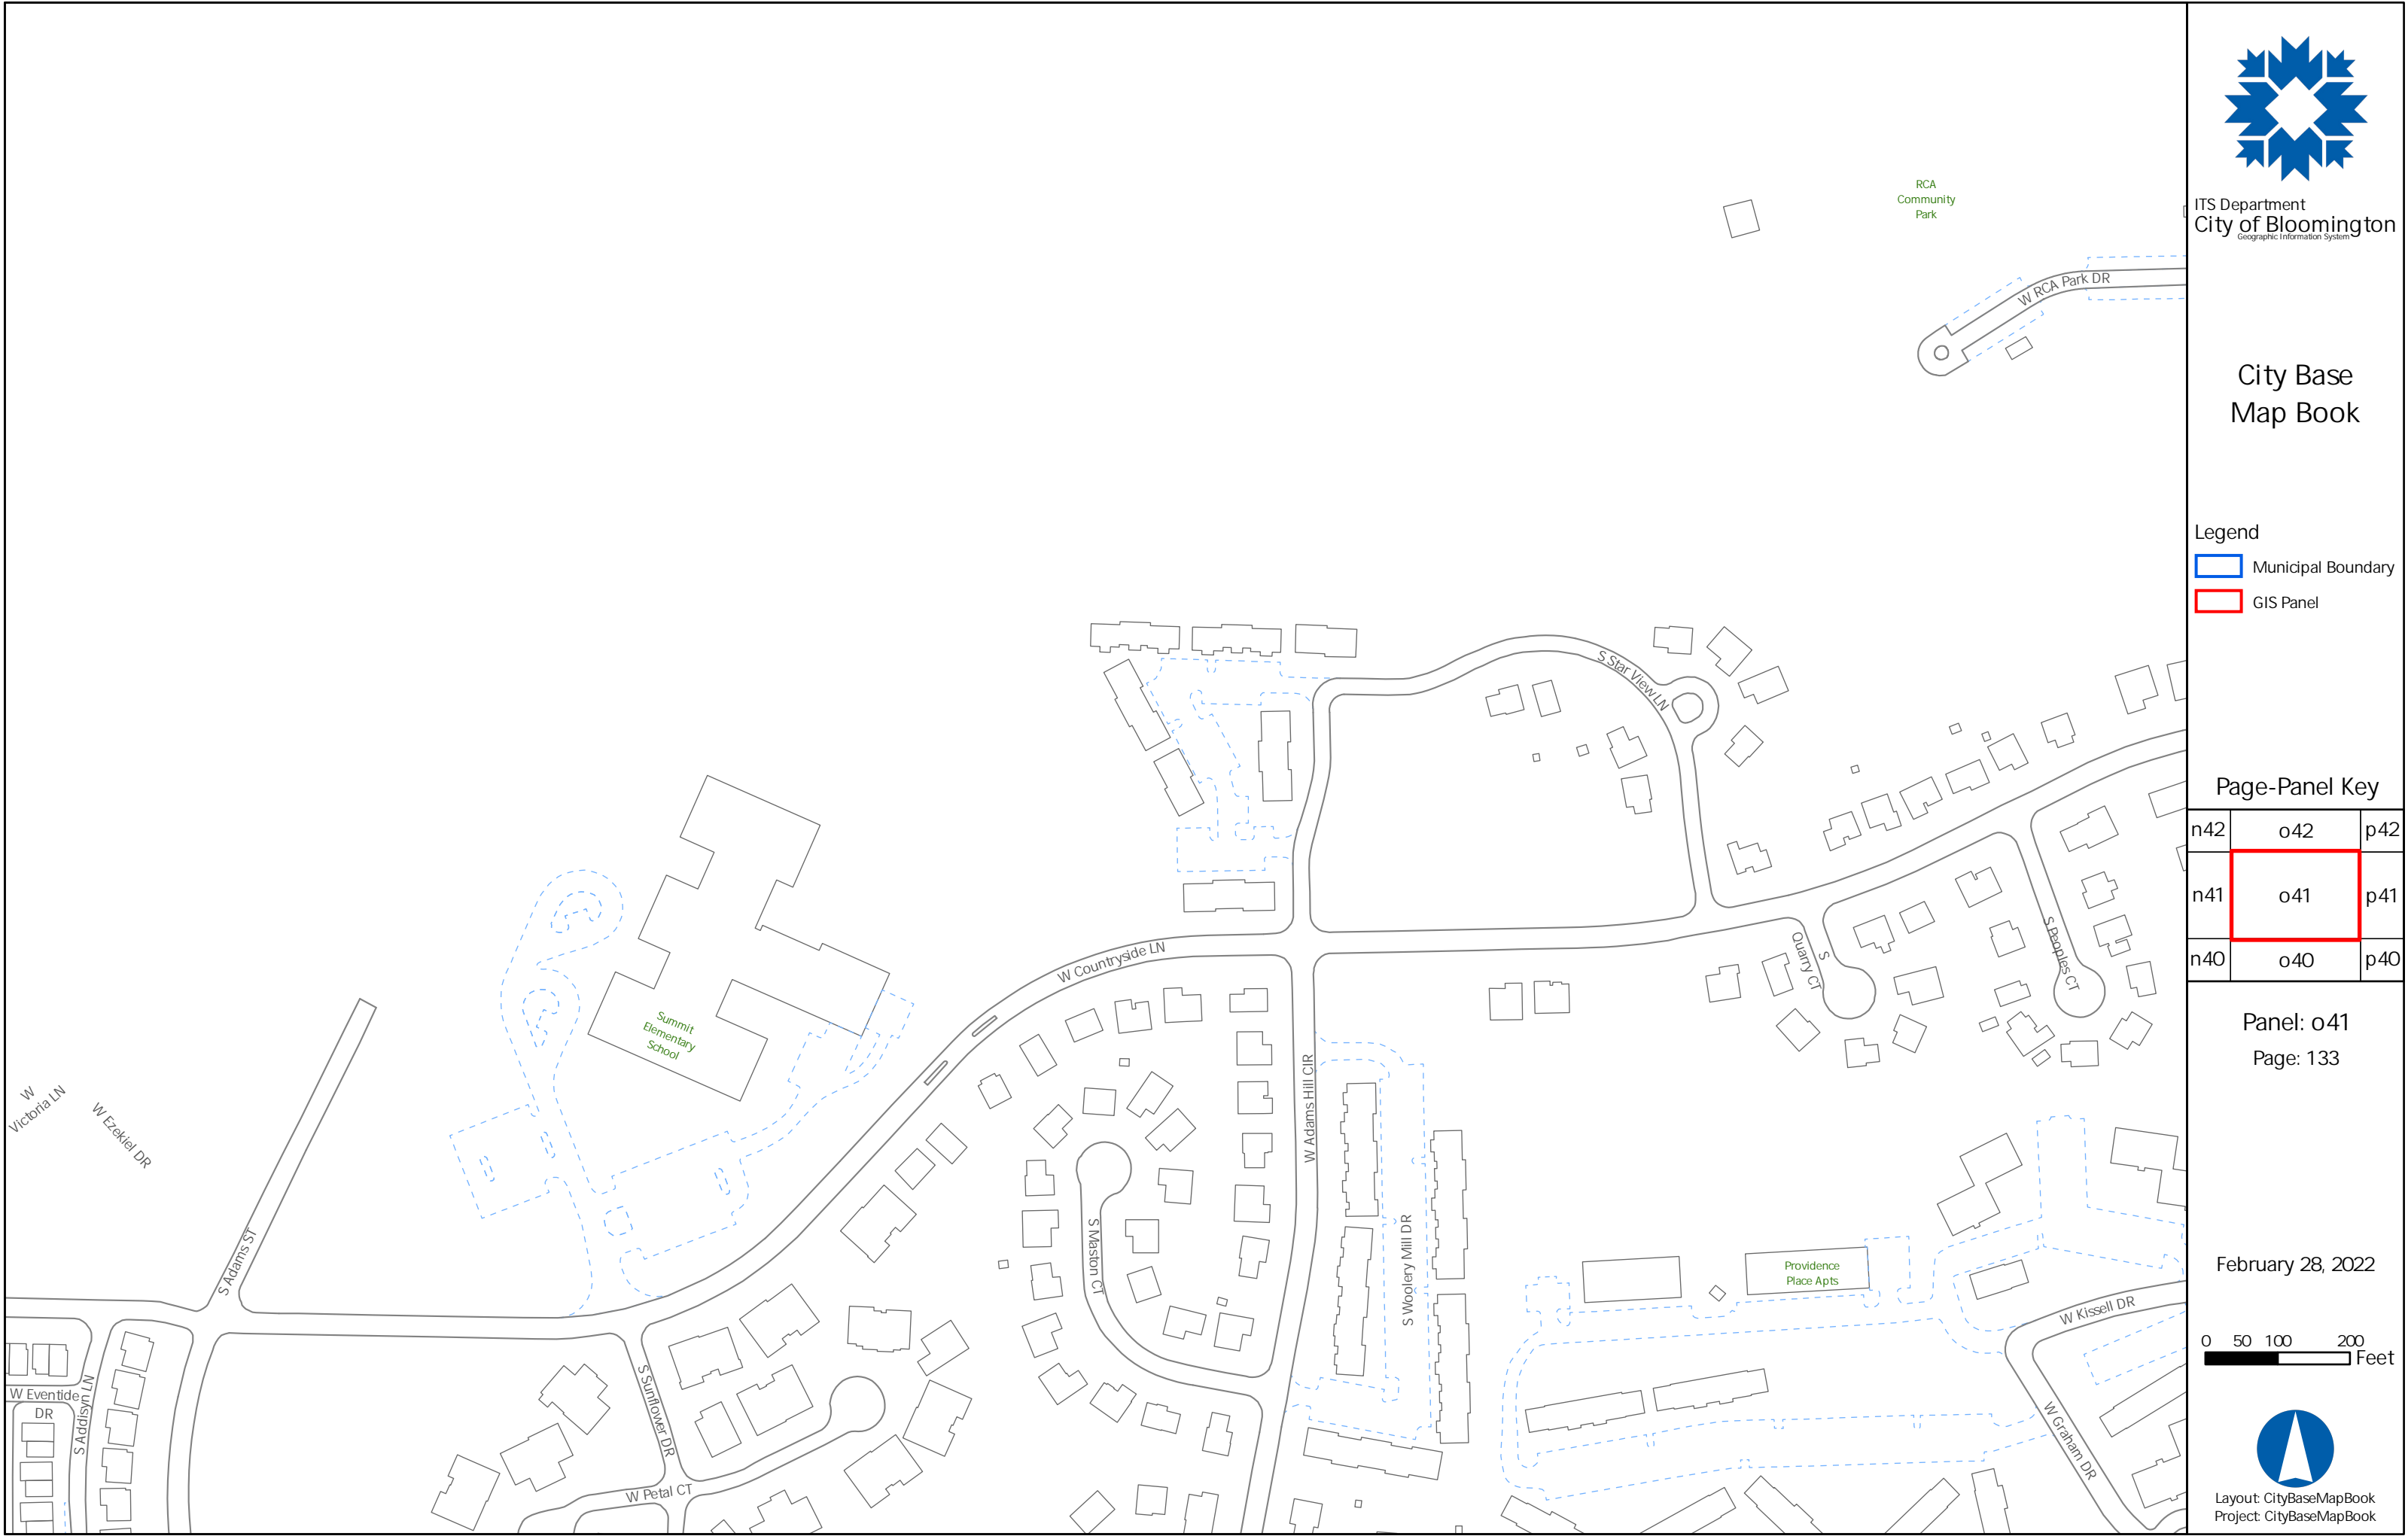 RCA
Community
Park
W RCA Park DR
S Star View LN
W Countryside LN
Summit
Elementary
School
S
Quarry CT
S Peoples CT
W
Victoria LN
W Ezekiel DR
S Adams ST
W Adams Hill CIR
S Maston CT
S Woolery Mill DR
Providence
Place Apts
W Kissell DR
W Graham DR
W Eventide
DR
S Addisyn LN
S Sunflower DR
W Petal CT
ITS Department
City of Bloomington
Geographic Information System
City Base
Map Book
Legend
Municipal Boundary
GIS Panel
Page-Panel Key
n42 o42 p42
n41 o41 p41
n40 o40 p40
Panel: o41
Page: 133
February 28, 2022
0 50 100 200
Feet
Layout: CityBaseMapBook
Project: CityBaseMapBook